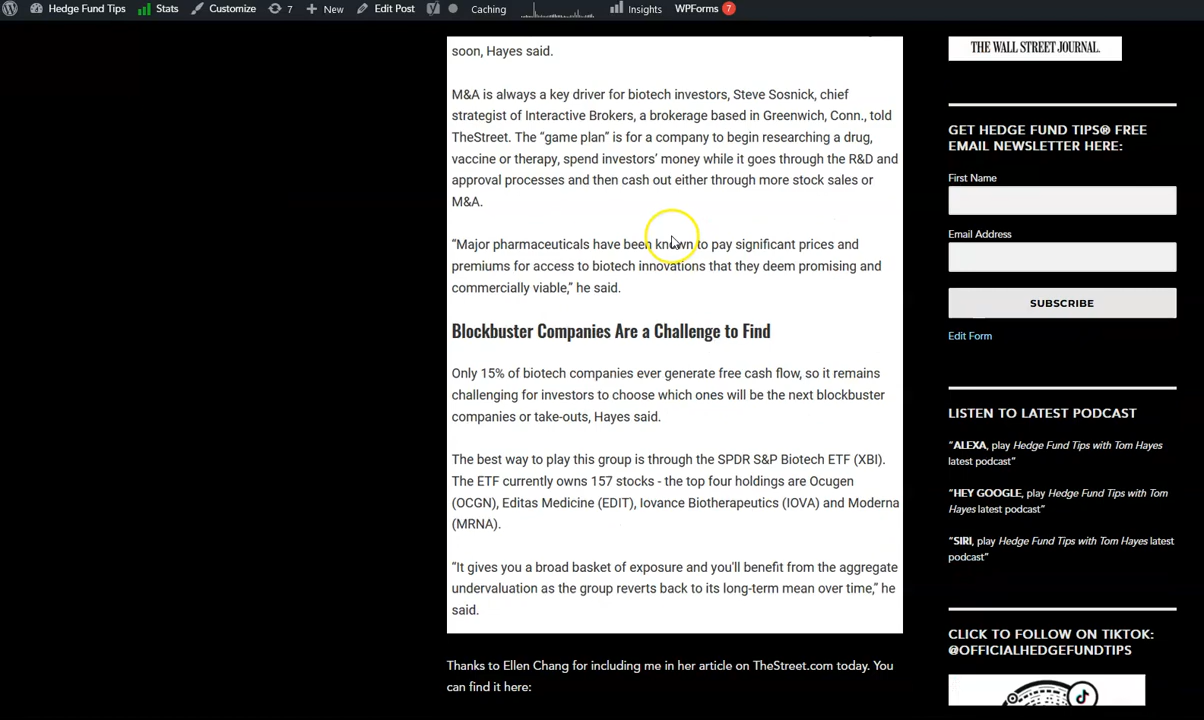 Hedge Fund Tips Stats Customize 7 New Edit Post Caching Insights WPForms 7
soon, Hayes said.
M&A is always a key driver for biotech investors, Steve Sosnick, chief
strategist of Interactive Brokers, a brokerage based in Greenwich, Conn., told
TheStreet. The “game plan” is for a company to begin researching a drug,
vaccine or therapy, spend investors’ money while it goes through the R&D and
approval processes and then cash out either through more stock sales or
M&A.
“Major pharmaceuticals have been known to pay significant prices and
premiums for access to biotech innovations that they deem promising and
commercially viable,” he said.
Blockbuster Companies Are a Challenge to Find
Only 15% of biotech companies ever generate free cash flow, so it remains
challenging for investors to choose which ones will be the next blockbuster
companies or take-outs, Hayes said.
The best way to play this group is through the SPDR S&P Biotech ETF (XBI).
The ETF currently owns 157 stocks - the top four holdings are Ocugen
(OCGN), Editas Medicine (EDIT), Iovance Biotherapeutics (IOVA) and Moderna
(MRNA).
“It gives you a broad basket of exposure and you'll benefit from the aggregate
undervaluation as the group reverts back to its long-term mean over time,” he
said.
Thanks to Ellen Chang for including me in her article on TheStreet.com today. You
can find it here:
THE WALL STREET JOURNAL.
GET HEDGE FUND TIPS® FREE
EMAIL NEWSLETTER HERE:
First Name
Email Address
SUBSCRIBE
Edit Form
LISTEN TO LATEST PODCAST
“ALEXA, play Hedge Fund Tips with Tom Hayes
latest podcast”
“HEY GOOGLE, play Hedge Fund Tips with Tom
Hayes latest podcast”
“SIRI, play Hedge Fund Tips with Tom Hayes latest
podcast”
CLICK TO FOLLOW ON TIKTOK:
@OFFICIALHEDGEFUNDTIPS